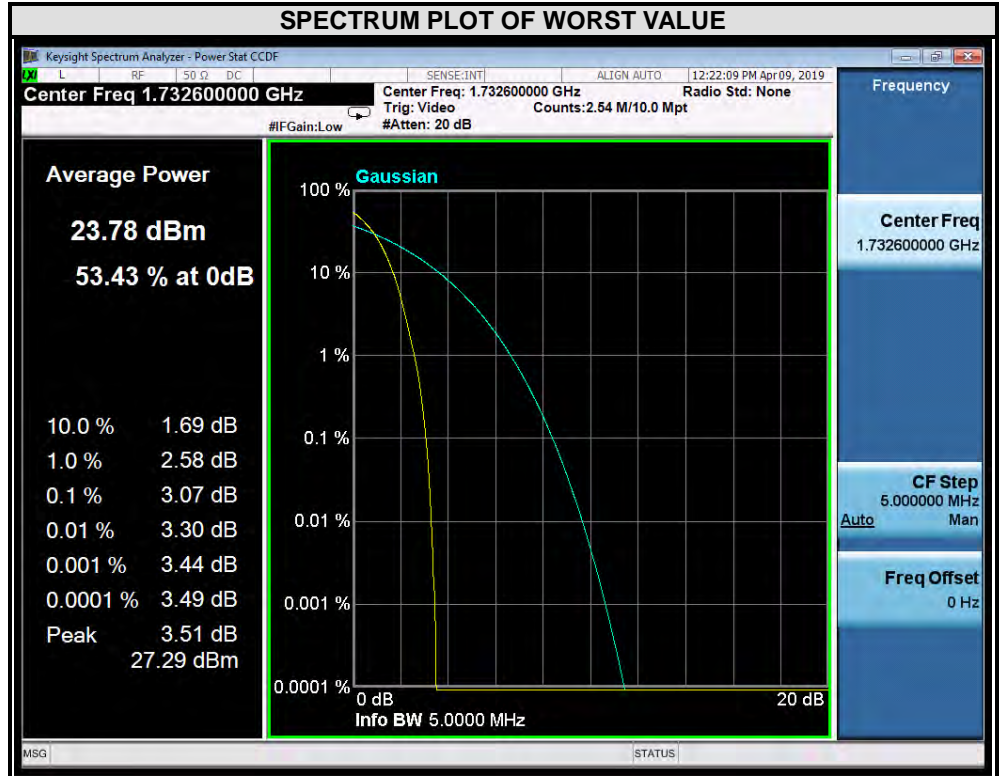 SPECTRUM PLOT OF WORST VALUE
Keysight Spectrum Analyzer - Power Stat CCDF
LXI L RF 50 Ω DC SENSE:INT ALIGN AUTO 12:22:09 PM Apr 09, 2019
Center Freq 1.732600000 GHz
Center Freq: 1.732600000 GHz Radio Std: None
Trig: Video Counts:2.54 M/10.0 Mpt
#IFGain:Low #Atten: 20 dB
Frequency
Average Power
23.78 dBm
53.43 % at 0dB
10.0 % 1.69 dB
1.0 % 2.58 dB
0.1 % 3.07 dB
0.01 % 3.30 dB
0.001 % 3.44 dB
0.0001 % 3.49 dB
Peak 3.51 dB
27.29 dBm
Gaussian
100 %
10 %
1 %
0.1 %
0.01 %
0.001 %
0.0001 %
0 dB 20 dB
Info BW 5.0000 MHz
Center Freq
1.732600000 GHz
CF Step
5.000000 MHz
Auto Man
Freq Offset
0 Hz
MSG STATUS